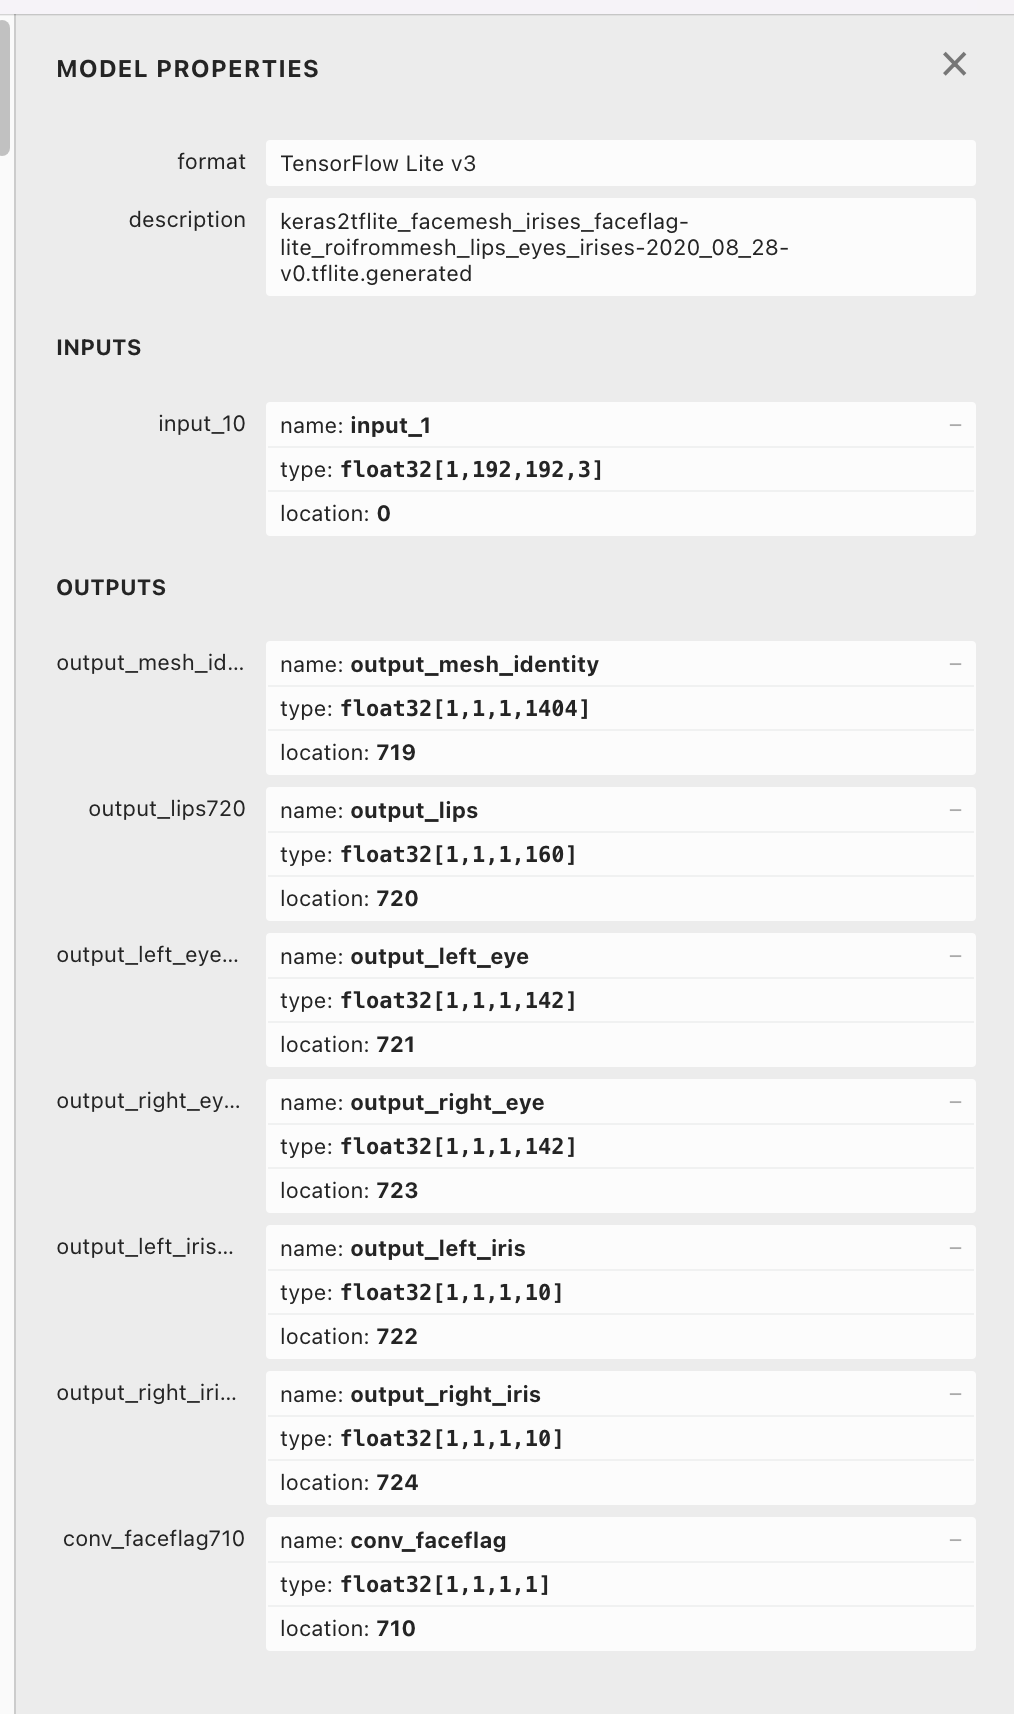 MODEL PROPERTIES
format
TensorFlow Lite v3
description
keras2tflite_facemesh_irises_faceflag-
lite_roifrommesh_lips_eyes_irises-2020_08_28-
v0.tflite.generated
INPUTS
input_10
name: input_1
type: float32[1,192,192,3]
location: 0
OUTPUTS
output_mesh_id...
name: output_mesh_identity
type: float32[1,1,1,1404]
location: 719
output_lips720
name: output_lips
type: float32[1,1,1,160]
location: 720
output_left_eye...
name: output_left_eye
type: float32[1,1,1,142]
location: 721
output_right_ey...
name: output_right_eye
type: float32[1,1,1,142]
location: 723
output_left_iris...
name: output_left_iris
type: float32[1,1,1,10]
location: 722
output_right_iri...
name: output_right_iris
type: float32[1,1,1,10]
location: 724
conv_faceflag710
name: conv_faceflag
type: float32[1,1,1,1]
location: 710